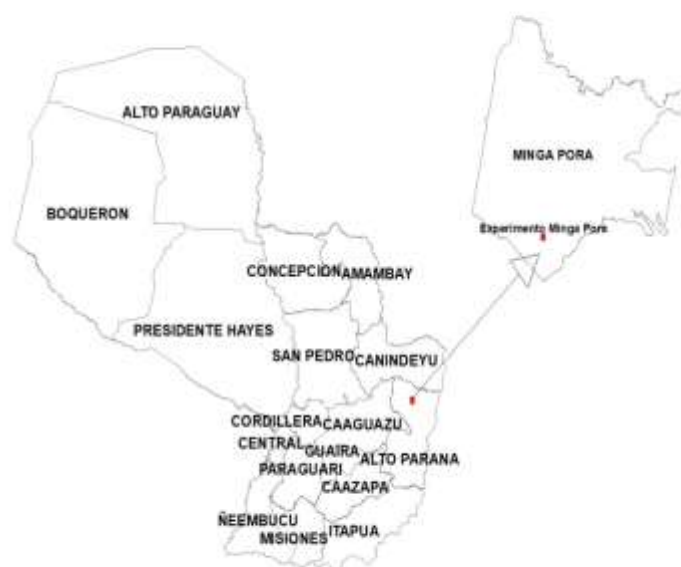 ALTO PARAGUAY
MINGA PORA
BOQUERON
Experimento Minga Pora
CONCEPCION
AMAMBAY
PRESIDENTE HAYES
SAN PEDRO
CANINDEYU
CORDILLERA
CAAGUAZU
CENTRAL
GUAIRA
ALTO PARANA
PARAGUARI
CAAZAPA
ÑEEMBUCU
MISIONES
ITAPUA